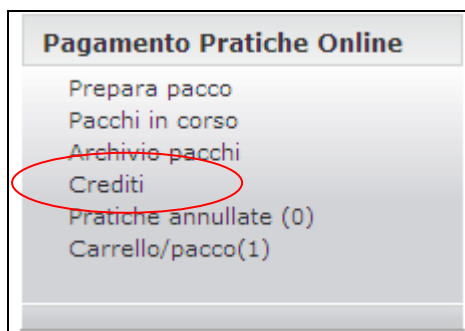 Pagamento Pratiche Online
Prepara pacco
Pacchi in corso
Archivio pacchi
Crediti
Pratiche annullate (0)
Carrello/pacco(1)